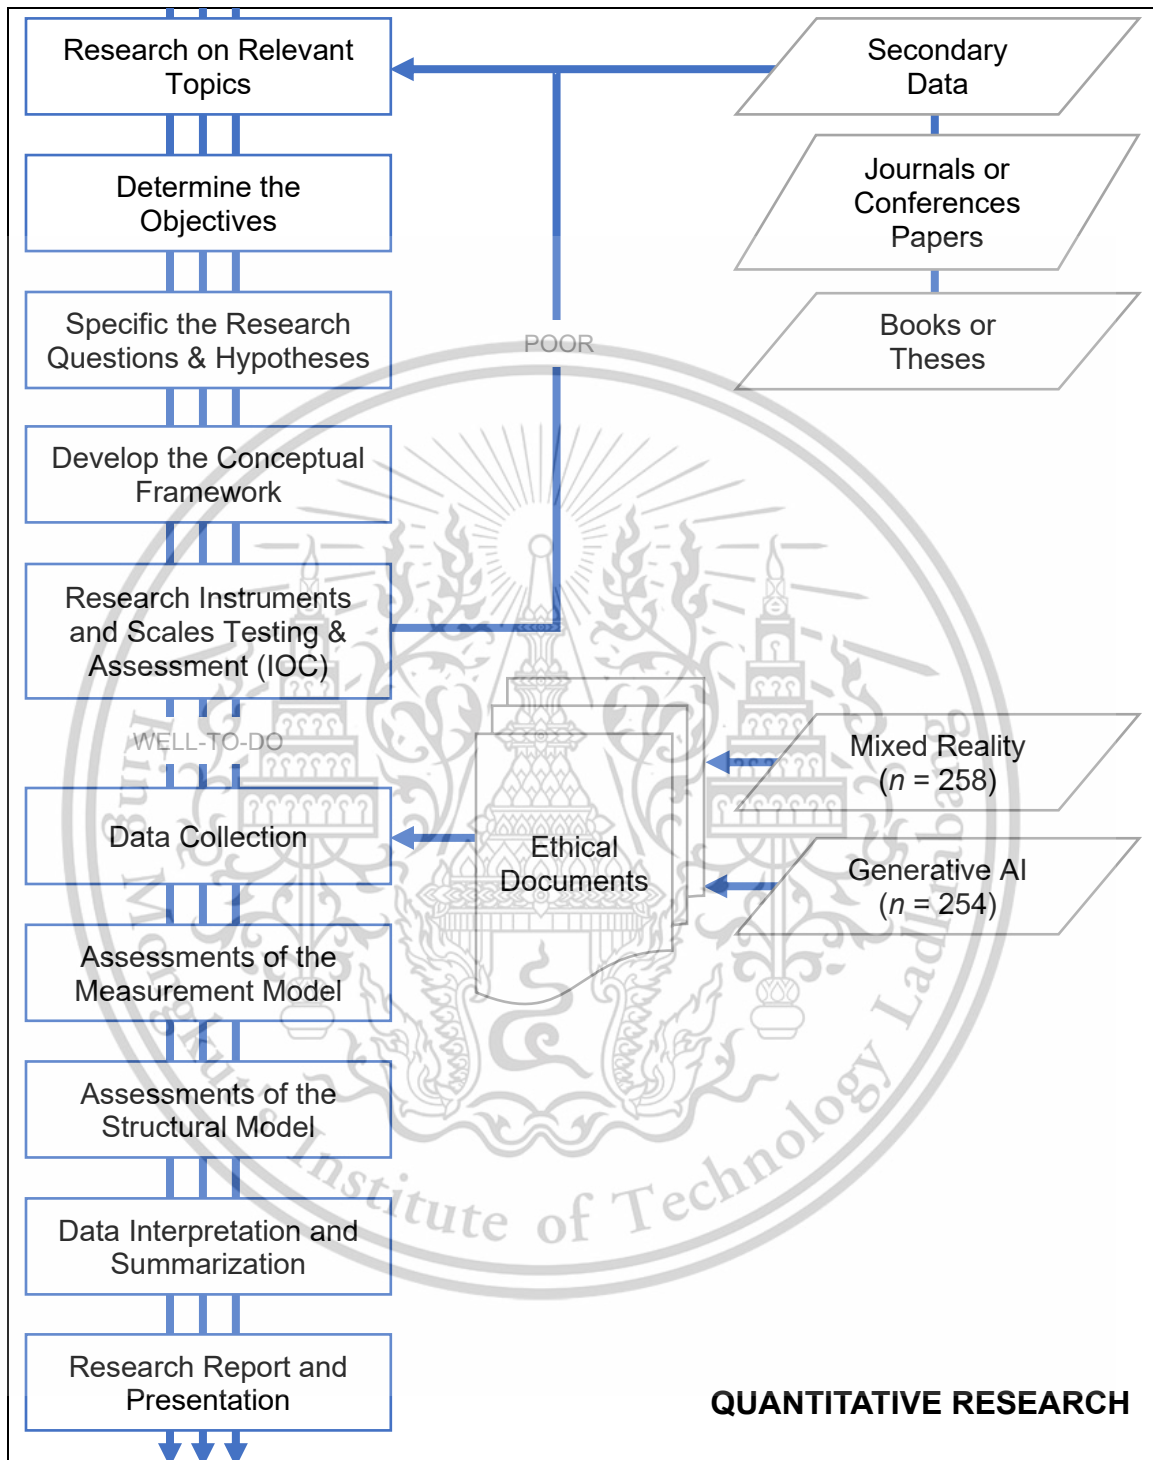 Research on Relevant
Topics
Secondary
Data
Determine the
Objectives
Journals or
Conferences
Papers
Specific the Research
Questions & Hypotheses
POOR
Books or
Theses
Develop the Conceptual
Framework
Research Instruments
and Scales Testing &
Assessment (IOC)
WELL-TO-DO
Mixed Reality
(n = 258)
Data Collection
Ethical
Documents
Generative AI
(n = 254)
Assessments of the
Measurement Model
Assessments of the
Structural Model
Data Interpretation and
Summarization
Research Report and
Presentation
QUANTITATIVE RESEARCH
King Mongkut's Institute of Technology Ladkrabang